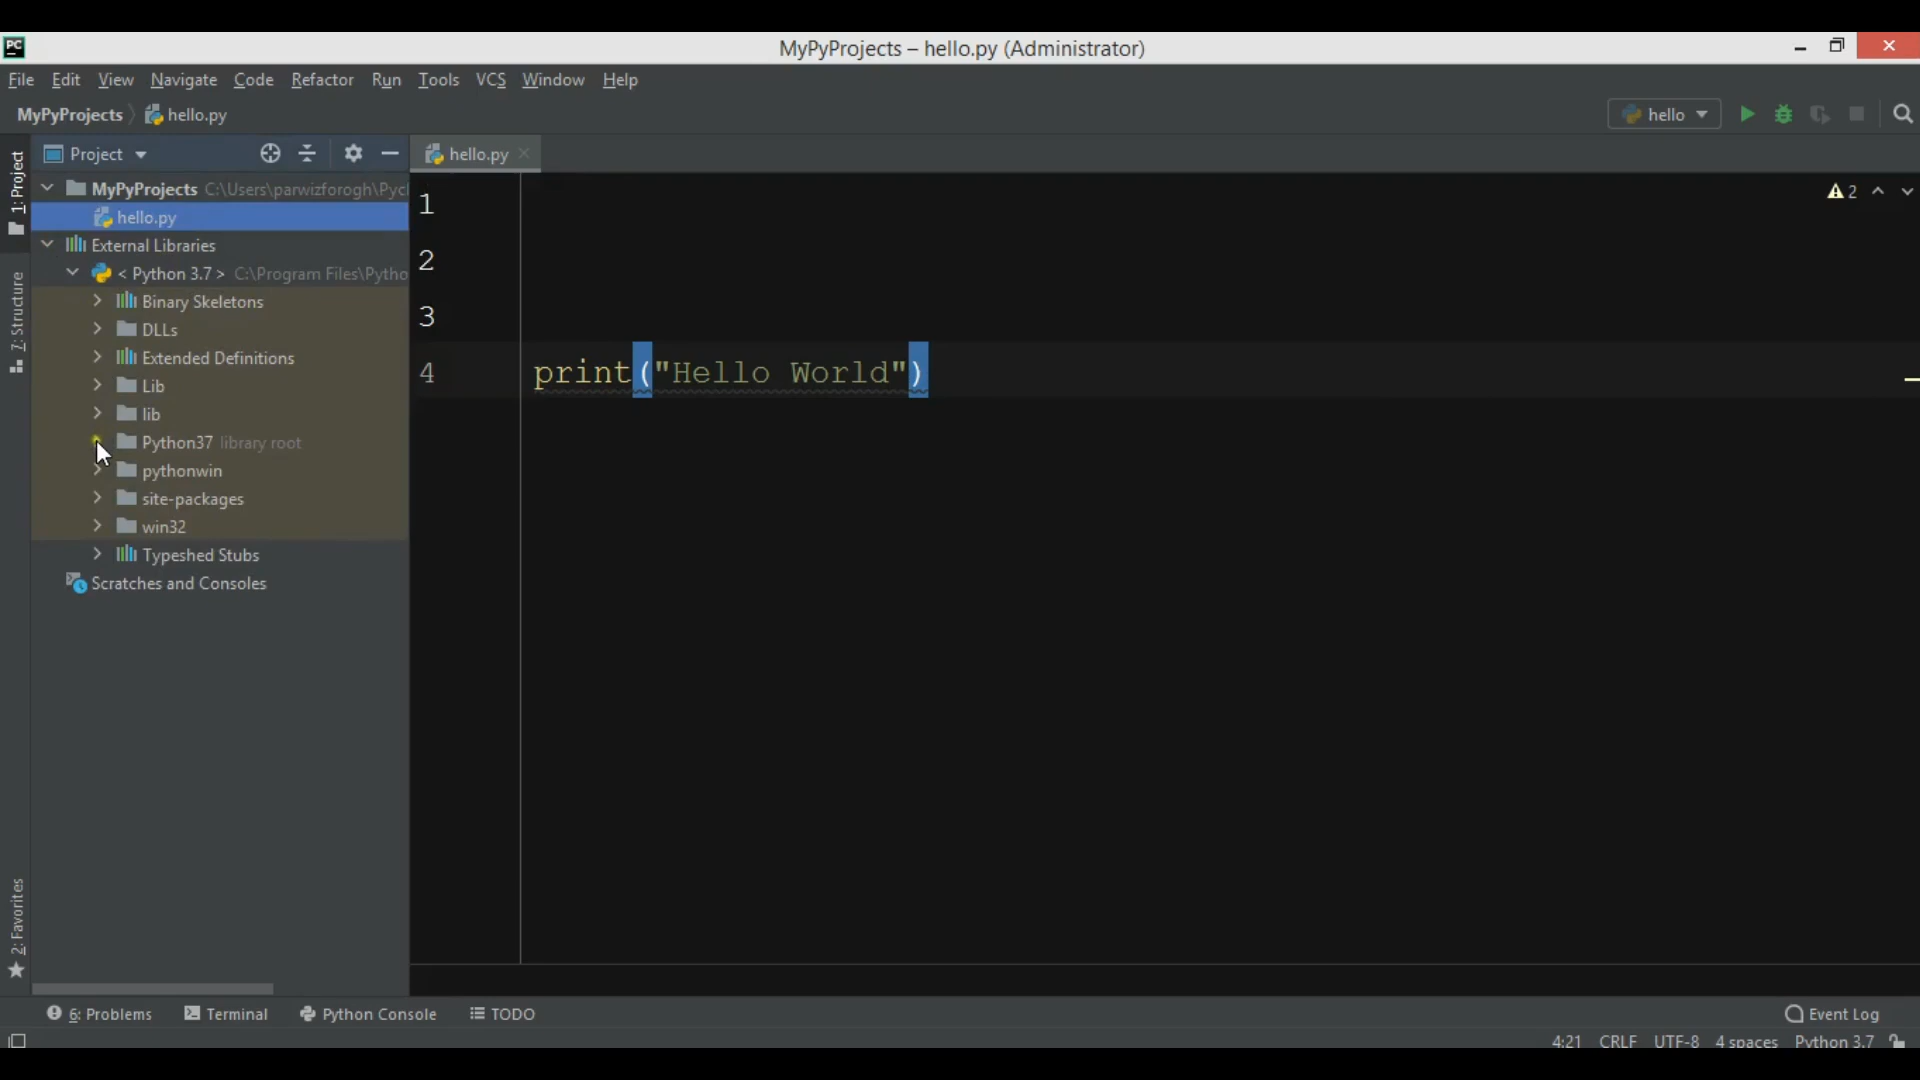 PC MyPyProjects – hello.py (Administrator)
File Edit View Navigate Code Refactor Run Tools VCS Window Help
MyPyProjects hello.py hello
Project hello.py
MyPyProjects C:\Users\parwizforogh\Pyc
hello.py
External Libraries
< Python 3.7 > C:\Program Files\Pytho
Binary Skeletons
DLLs
Extended Definitions
Lib
lib
Python37 library root
pythonwin
site-packages
win32
Typeshed Stubs
Scratches and Consoles
1: Project
7: Structure
2: Favorites
1
2
3
4 print("Hello World")
2
6: Problems Terminal Python Console TODO Event Log
4:21 CRLF UTF-8 4 spaces Python 3.7